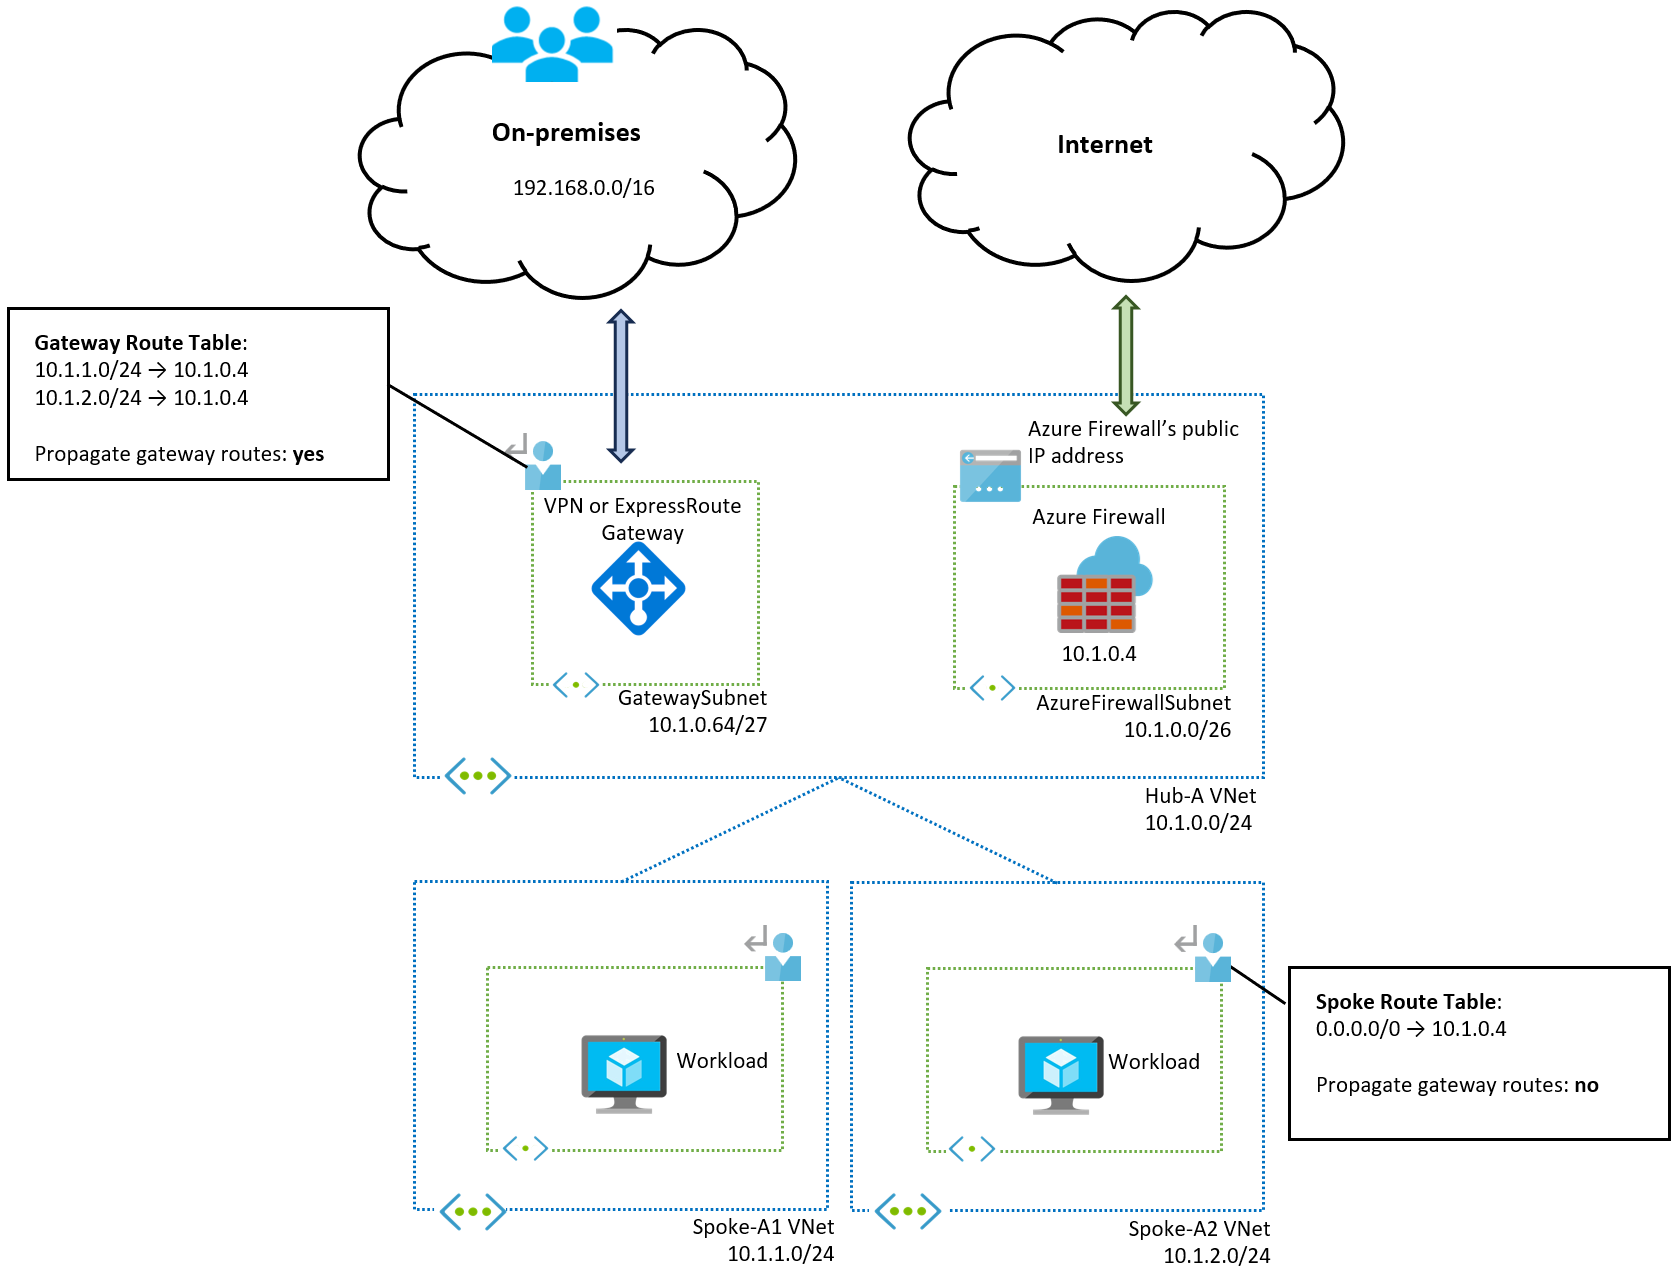 On-premises
192.168.0.0/16
Internet
Gateway Route Table:
10.1.1.0/24 → 10.1.0.4
10.1.2.0/24 → 10.1.0.4
Propagate gateway routes: yes
Azure Firewall's public
IP address
VPN or ExpressRoute
Gateway
Azure Firewall
10.1.0.4
GatewaySubnet
10.1.0.64/27
AzureFirewallSubnet
10.1.0.0/26
Hub-A VNet
10.1.0.0/24
Workload
Workload
Spoke Route Table:
0.0.0.0/0 → 10.1.0.4
Propagate gateway routes: no
Spoke-A1 VNet
10.1.1.0/24
Spoke-A2 VNet
10.1.2.0/24